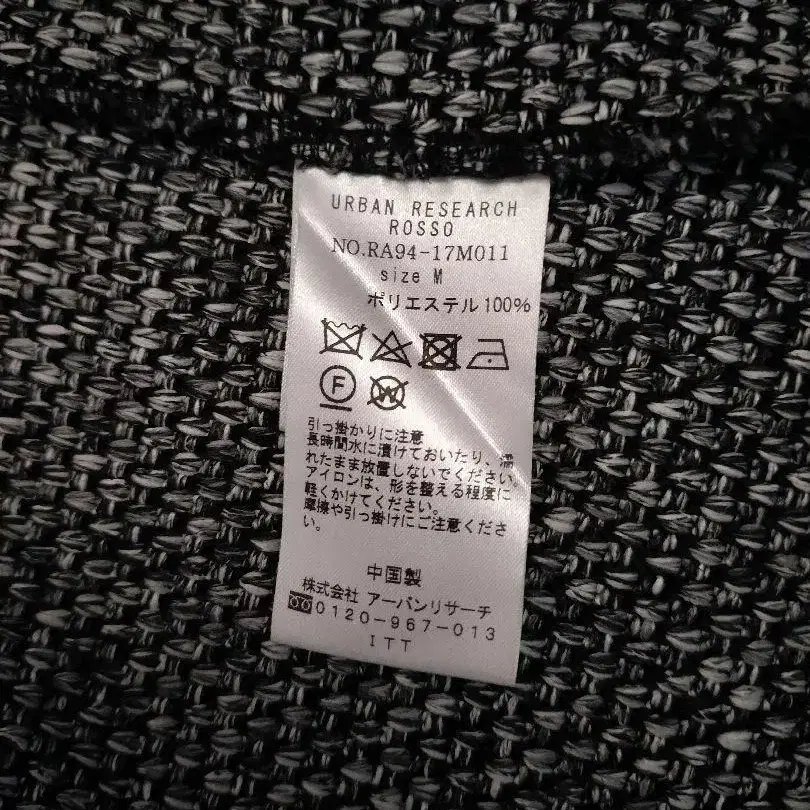 URBAN RESEARCH
ROSSO
NO.RA94-17M011
size M
ポリエステル100%
F
W
引っ掛かりに注意
長時間水に漬けておいたり、濡
れたまま放置しないでください。
アイロンは、形を整える程度に
軽くかけてください。
摩擦や引っ掛けにご注意くださ
い。
中国製
株式会社 アーバンリサーチ
0120-967-013
ITT